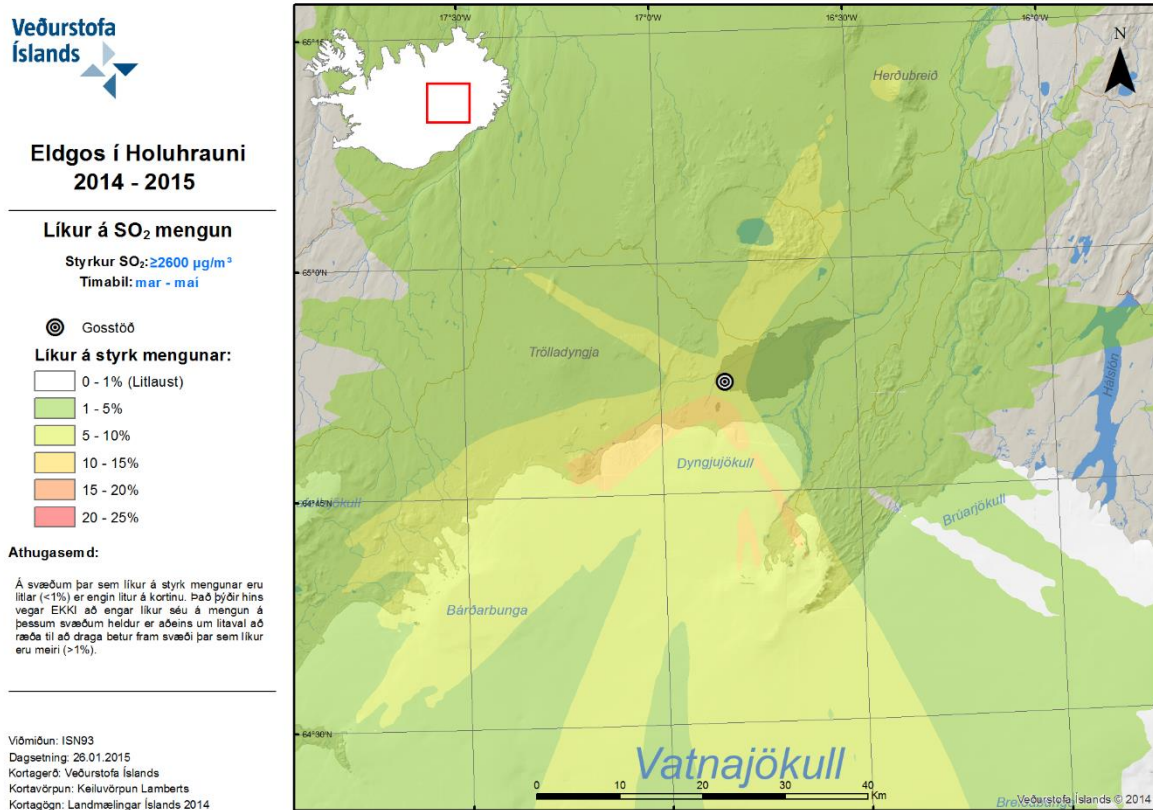 Veðurstofa
Íslands
Eldgos í Holuhrauni
2014 - 2015
Líkur á SO₂ mengun
Styrkur SO₂: ≥2600 µg/m³
Tímabil: mar - mai
Gosstöð
Líkur á styrk mengunar:
0 - 1% (Litlaust)
1 - 5%
5 - 10%
10 - 15%
15 - 20%
20 - 25%
Athugasemd:
Á svæðum þar sem líkur á styrk mengunar eru
litlar (<1%) er engin litur á kortinu. Það þýðir hins
vegar EKKI að engar líkur séu á mengun á
þessum svæðum heldur er aðeins um litaval að
ræða til að draga betur fram svæði þar sem líkur
eru meiri (>1%).
Viðmiðun: ISN93
Dagsetning: 26.01.2015
Kortagerð: Veðurstofa Íslands
Kortavörpun: Keiluvörpun Lamberts
Kortagögn: Landmælingar Íslands 2014
17°30'W
17°0'W
16°30'W
16°0'W
65°0'N
64°30'N
N
Herðubreið
Trölladyngja
Hálslón
Dyngjujökull
Brúarjökull
Bárðarbunga
Vatnajökull
0 10 20 30 40
Km
Veðurstofa Íslands © 2014